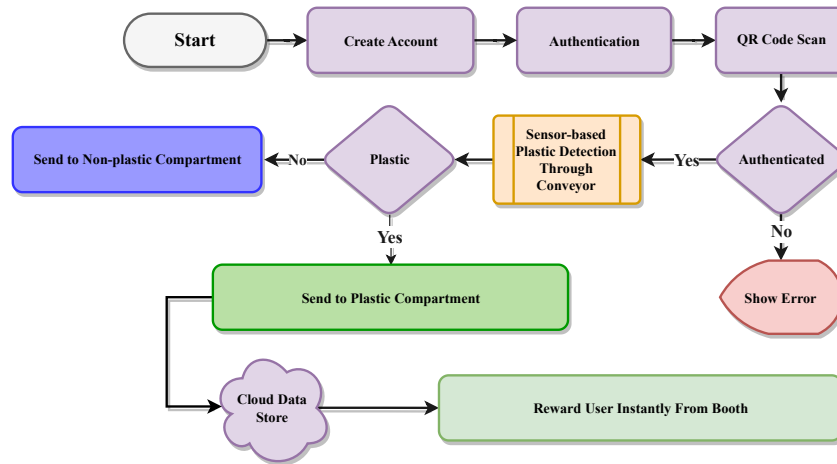 Start
Create Account
Authentication
QR Code Scan
Send to Non-plastic Compartment
No
Plastic
Sensor-based
Plastic Detection
Through
Conveyor
Yes
Authenticated
Yes
No
Send to Plastic Compartment
Show Error
Cloud Data
Store
Reward User Instantly From Booth